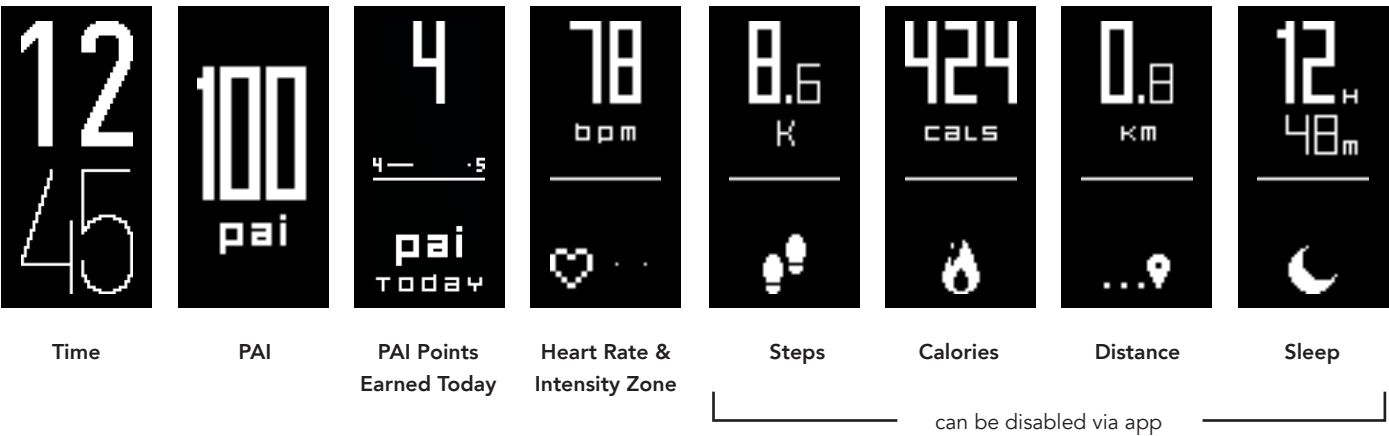 12
45
100
pai
4
4— ·5
pai
TODAY
78
bpm
8.6
K
424
CALS
0.8
KM
12H
48m
Time
PAI
PAI Points
Earned Today
Heart Rate &
Intensity Zone
Steps
Calories
Distance
Sleep
can be disabled via app